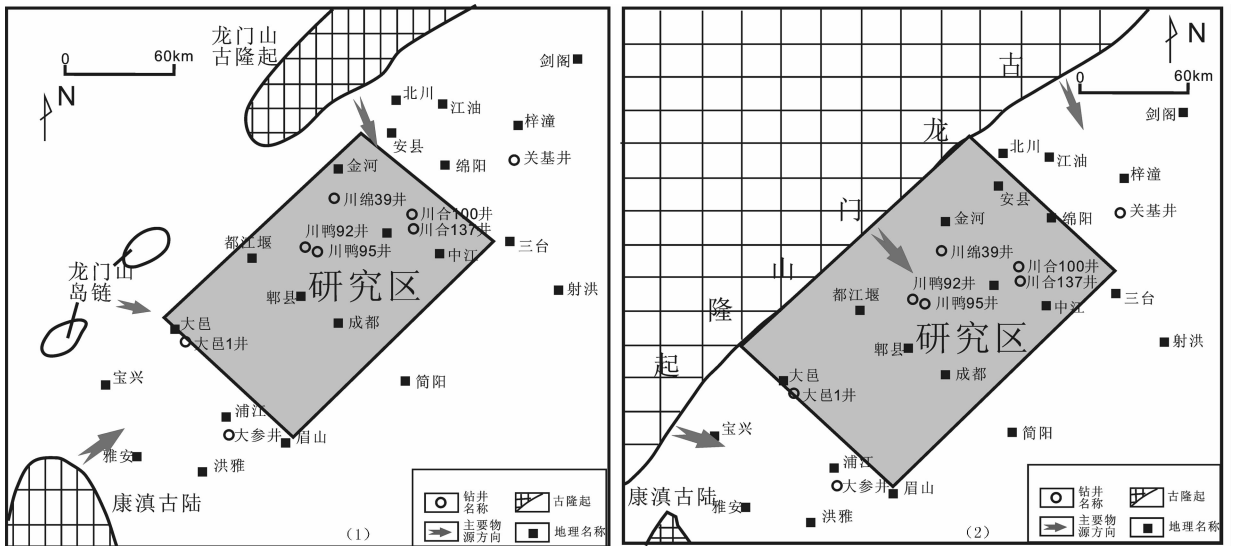 龙门山
古隆起
0
60km
N
剑阁
北川
江油
梓潼
安县
关基井
绵阳
金河
川绵39井
川合100井
川合137井
川鸭92井
川鸭95井
都江堰
中江
三台
龙门山
岛链
研究区
郫县
射洪
大邑
成都
大邑1井
宝兴
简阳
浦江
大参井
眉山
雅安
洪雅
康滇古陆
(1)
钻井
名称
古隆起
主要物
源方向
地理名称
N
古
0
60km
剑阁
龙
北川
江油
梓潼
安县
门
关基井
金河
绵阳
川绵39井
山
川合100井
川合137井
川鸭92井
都江堰
川鸭95井
中江
三台
隆
研究区
郫县
射洪
起
大邑
成都
大邑1井
宝兴
简阳
浦江
大参井
眉山
康滇古陆
雅安
洪雅
(2)
钻井
名称
古隆起
主要物
源方向
地理名称